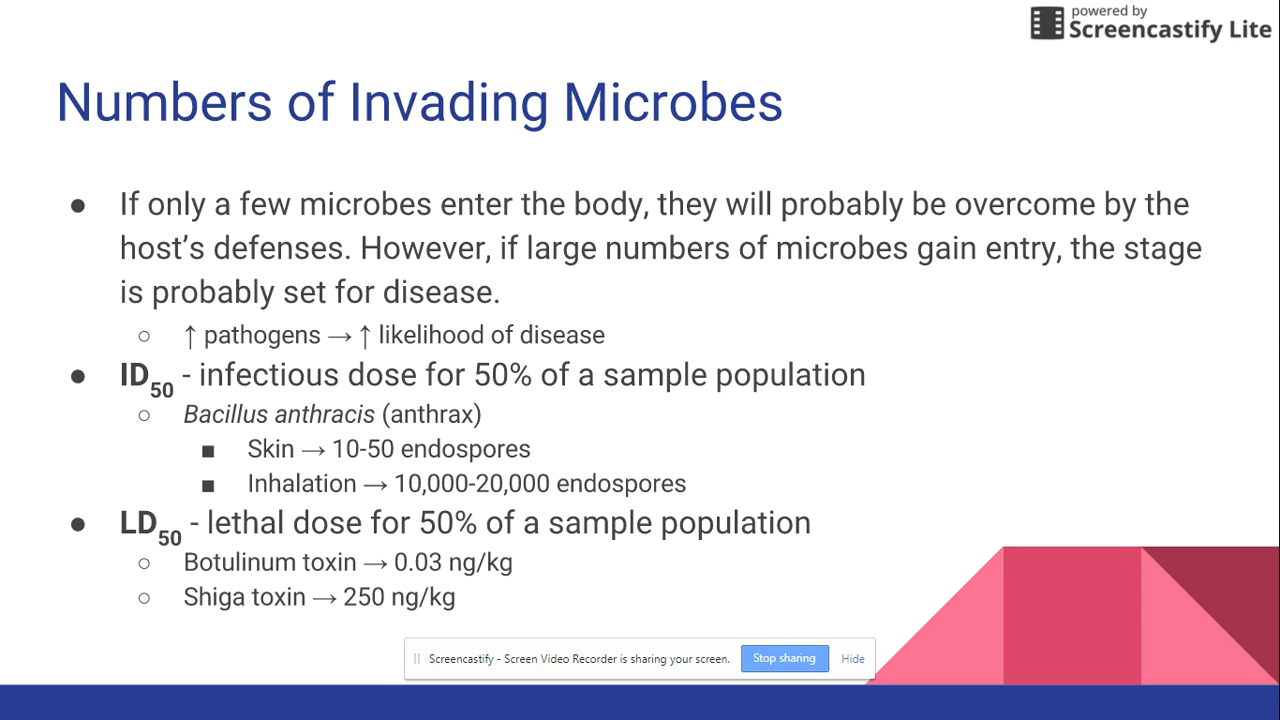 powered by
Screencastify Lite
Numbers of Invading Microbes
● If only a few microbes enter the body, they will probably be overcome by the
host’s defenses. However, if large numbers of microbes gain entry, the stage
is probably set for disease.
○ ↑ pathogens → ↑ likelihood of disease
● ID50 - infectious dose for 50% of a sample population
○ Bacillus anthracis (anthrax)
■ Skin → 10-50 endospores
■ Inhalation → 10,000-20,000 endospores
● LD50 - lethal dose for 50% of a sample population
○ Botulinum toxin → 0.03 ng/kg
○ Shiga toxin → 250 ng/kg
Screencastify - Screen Video Recorder is sharing your screen. Stop sharing Hide